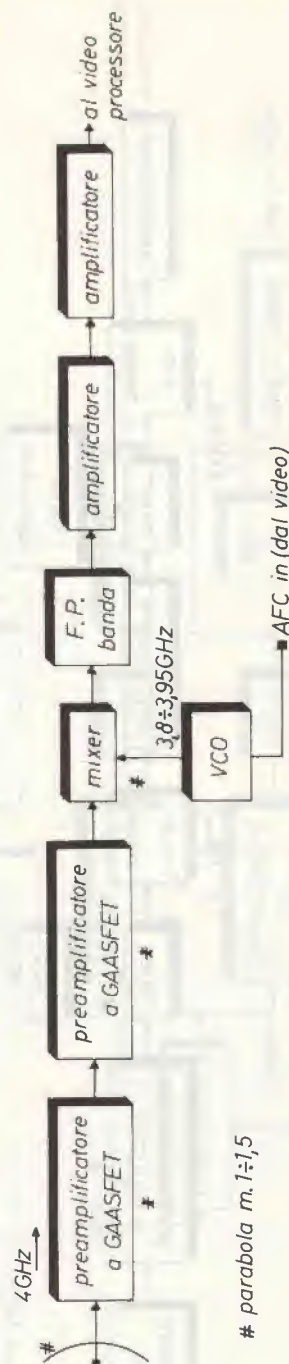 #
4GHz
preamplificatore
a GAASFET
#
preamplificatore
a GAASFET
#
mixer
#
F. P.
banda
amplificatore
amplificatore
al video
processore
3,8÷3,95GHz
VCO
AFC in (dal video)
# parabola m. 1÷1,5